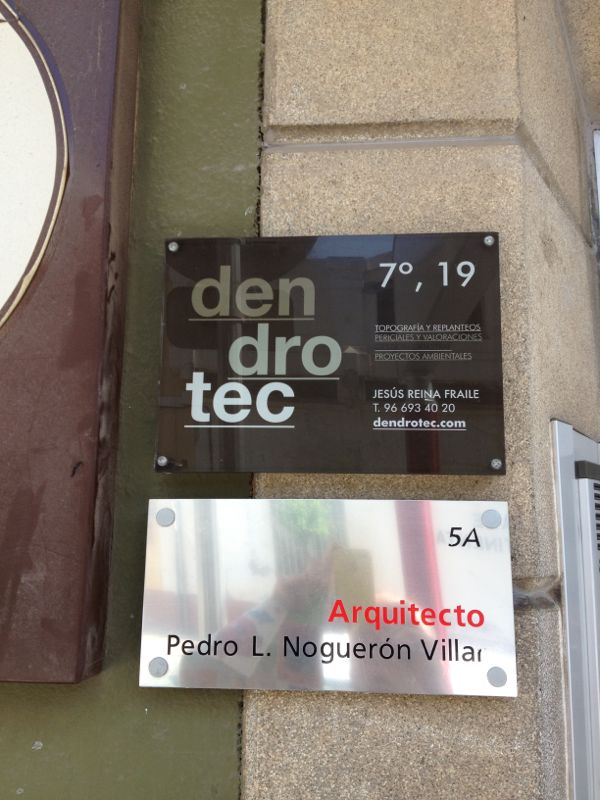 den
dro
tec
7º, 19
TOPOGRAFÍA Y REPLANTEOS
PERICIALES Y VALORACIONES
PROYECTOS AMBIENTALES
JESÚS REINA FRAILE
T. 96 693 40 20
dendrotec.com
5A
Arquitecto
Pedro L. Noguerón Villar